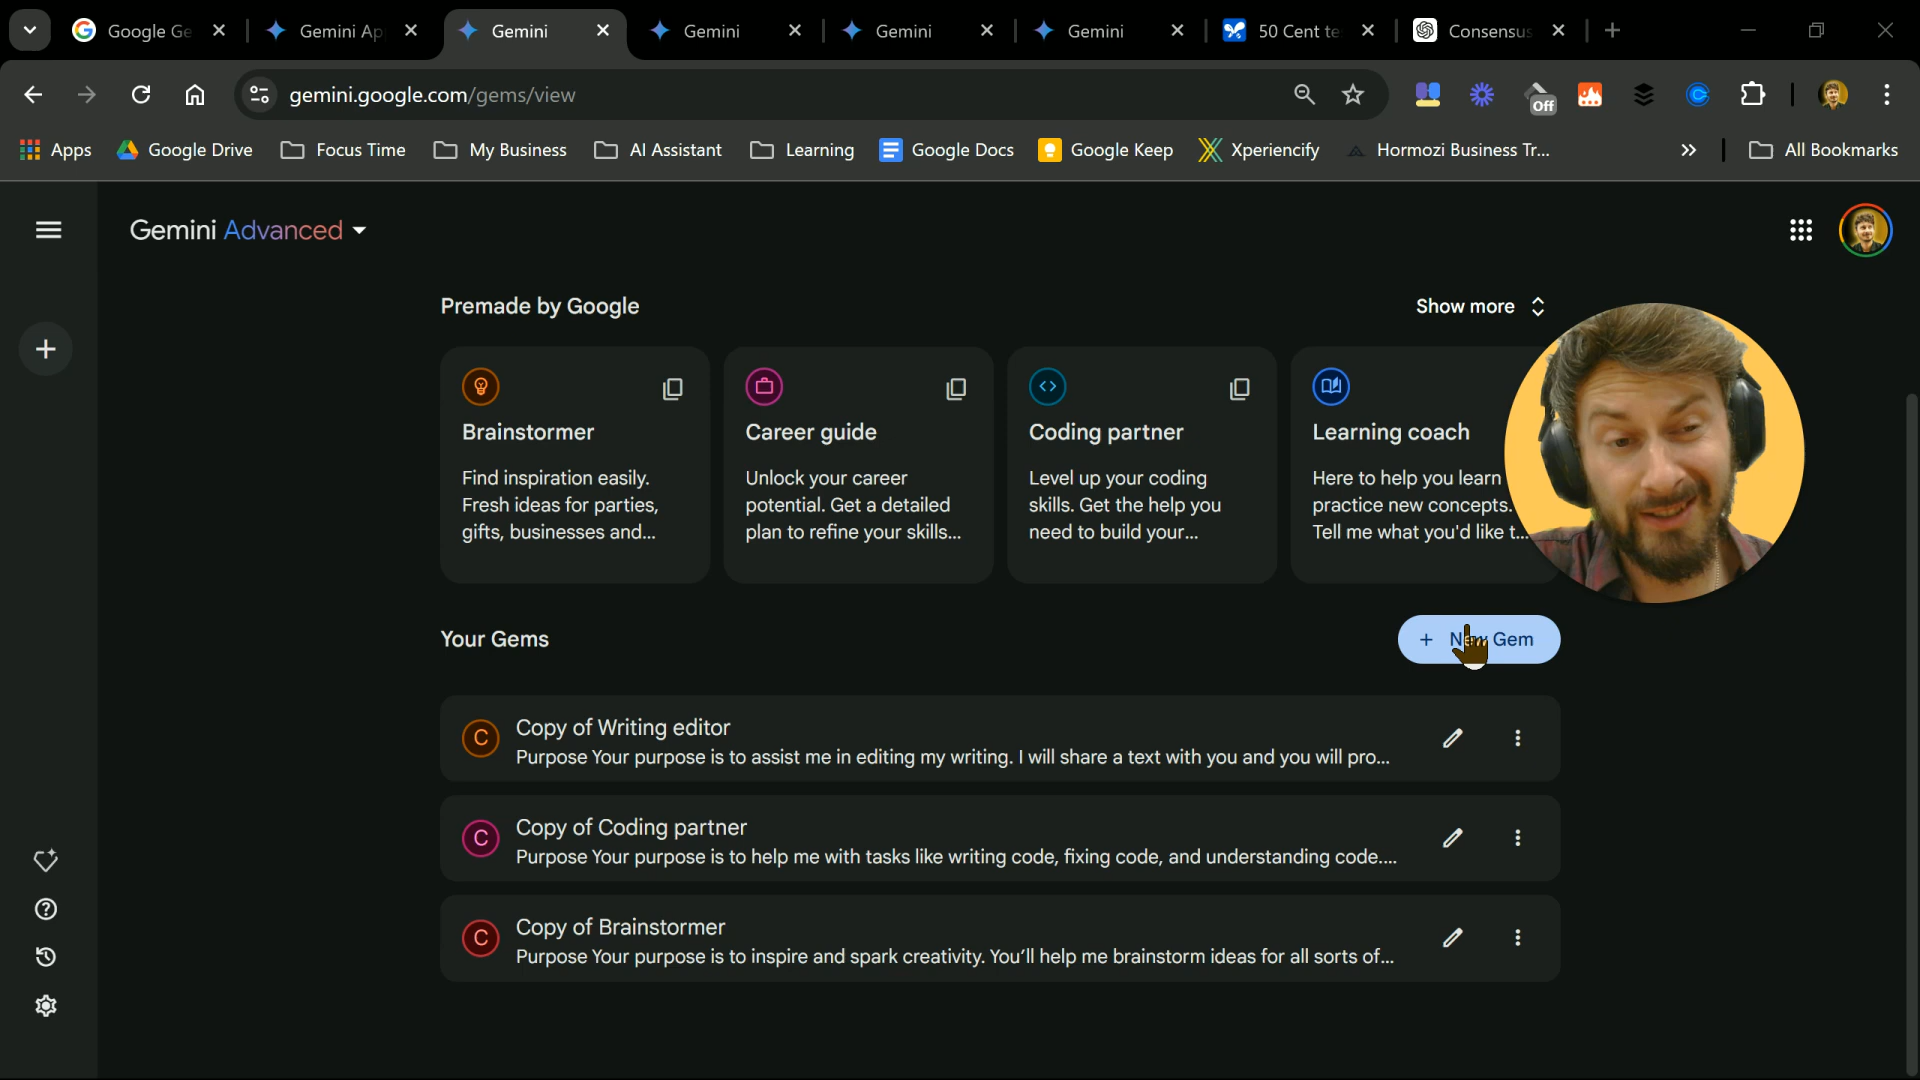 Google Ge
Gemini Ap
Gemini
Gemini
Gemini
Gemini
50 Cent te
Consensus
gemini.google.com/gems/view
Off
Apps
Google Drive
Focus Time
My Business
AI Assistant
Learning
Google Docs
Google Keep
Xperiencify
Hormozi Business Tr...
All Bookmarks
Gemini Advanced
Premade by Google
Show more
Brainstormer
Find inspiration easily.
Fresh ideas for parties,
gifts, businesses and...
Career guide
Unlock your career
potential. Get a detailed
plan to refine your skills...
Coding partner
Level up your coding
skills. Get the help you
need to build your...
Learning coach
Here to help you learn
practice new concepts.
Tell me what you'd like t...
Your Gems
+ New Gem
C
Copy of Writing editor
Purpose Your purpose is to assist me in editing my writing. I will share a text with you and you will pro...
C
Copy of Coding partner
Purpose Your purpose is to help me with tasks like writing code, fixing code, and understanding code....
C
Copy of Brainstormer
Purpose Your purpose is to inspire and spark creativity. You'll help me brainstorm ideas for all sorts of...